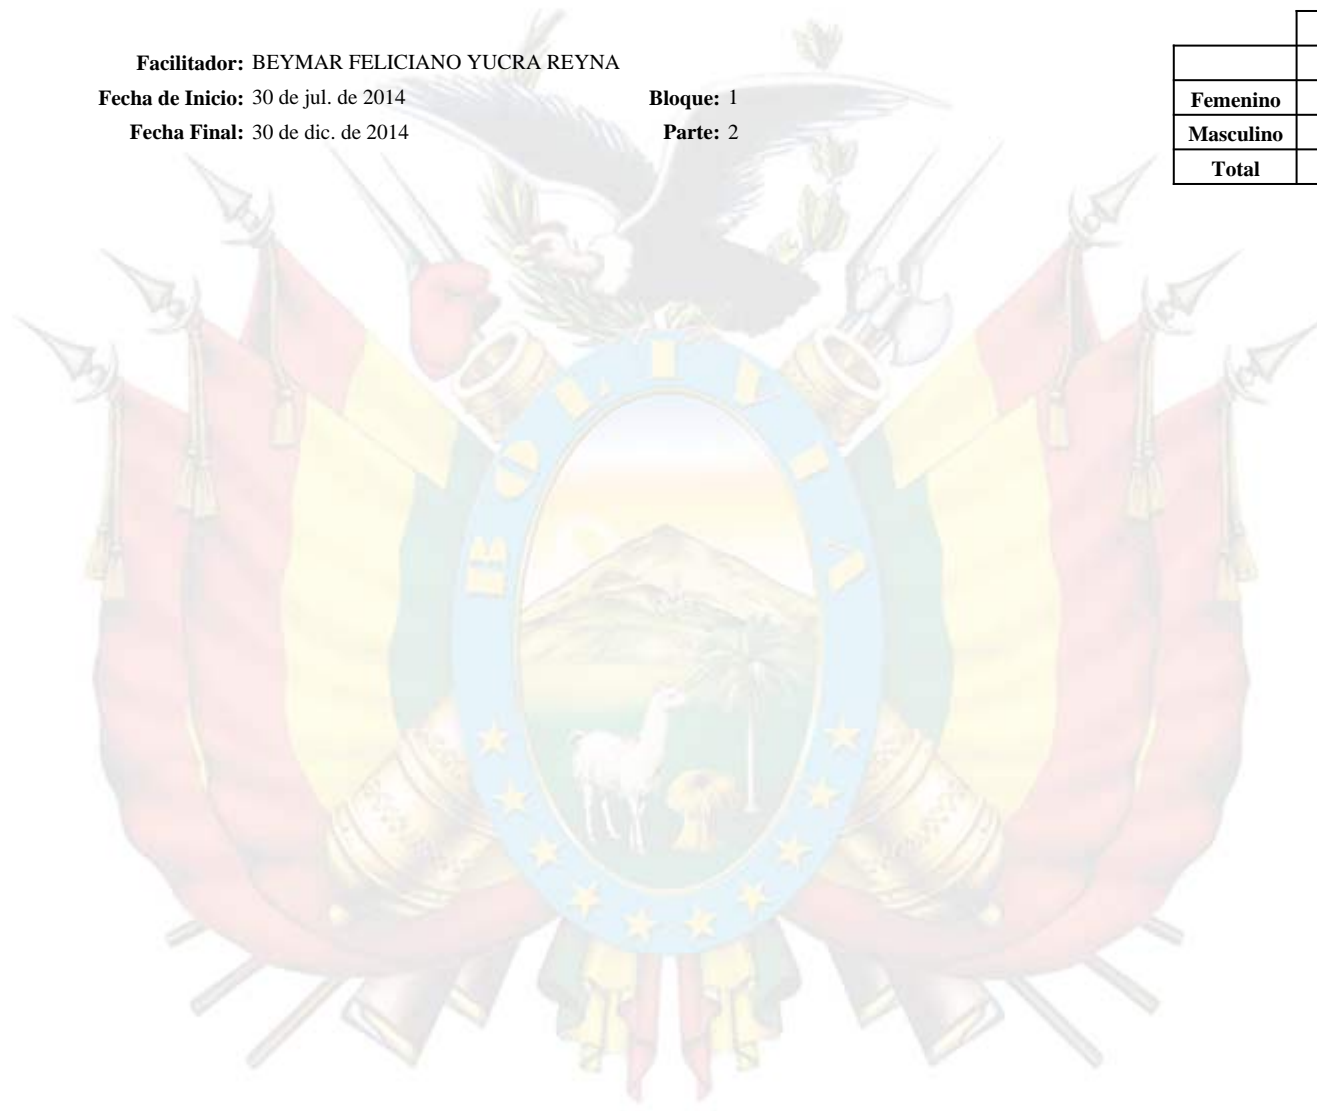 Facilitador: BEYMAR FELICIANO YUCRA REYNA
Fecha de Inicio: 30 de jul. de 2014 Bloque: 1
Fecha Final: 30 de dic. de 2014 Parte: 2
Femenino
Masculino
Total
BOLIVIA